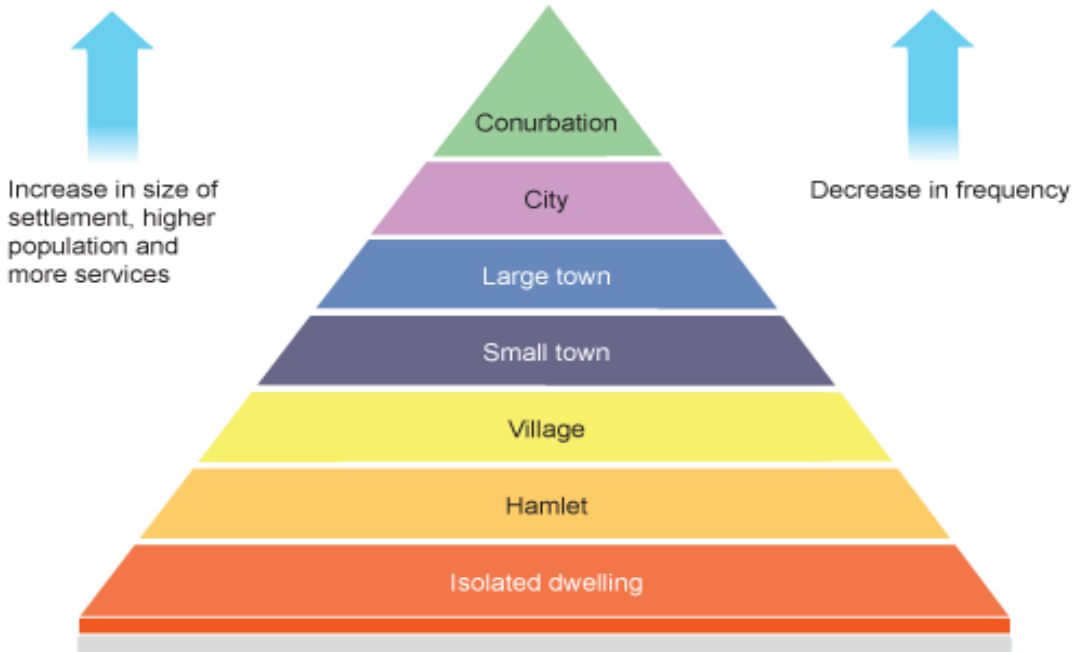 Conurbation
City
Increase in size of
settlement, higher
population and
more services
Decrease in frequency
Large town
Small town
Village
Hamlet
Isolated dwelling